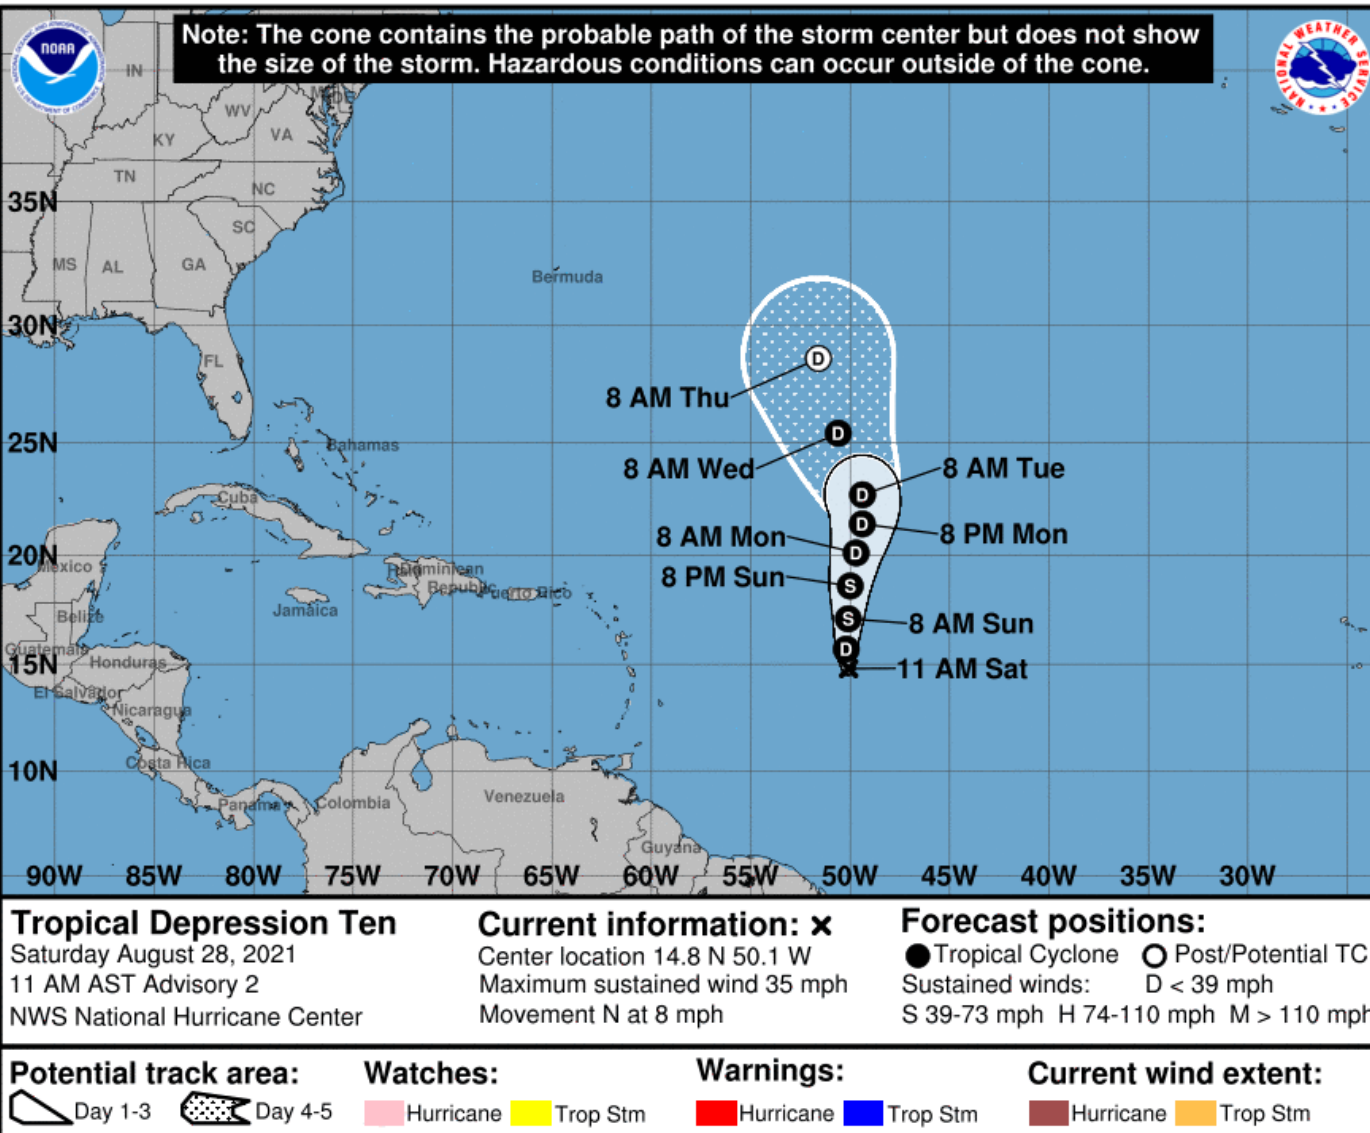 Note: The cone contains the probable path of the storm center but does not show
the size of the storm. Hazardous conditions can occur outside of the cone.
NOAA
NATIONAL WEATHER SERVICE
IN
WV
DE
KY
VA
TN
NC
35N
SC
MS
AL
GA
Bermuda
30N
FL
8 AM Thu
25N
Bahamas
8 AM Wed
8 AM Tue
Cuba
8 AM Mon
8 PM Mon
20N
Mexico
Dominican
Republic
8 PM Sun
Puerto Rico
Jamaica
Belize
8 AM Sun
Guatemala
Honduras
15N
11 AM Sat
El Salvador
Nicaragua
Costa Rica
10N
Panama
Colombia
Venezuela
Guyana
D
D
D
D
D
S
S
D
90W 85W 80W 75W 70W 65W 60W 55W 50W 45W 40W 35W 30W
Tropical Depression Ten
Saturday August 28, 2021
11 AM AST Advisory 2
NWS National Hurricane Center
Current information: x
Center location 14.8 N 50.1 W
Maximum sustained wind 35 mph
Movement N at 8 mph
Forecast positions:
Tropical Cyclone Post/Potential TC
Sustained winds: D < 39 mph
S 39-73 mph H 74-110 mph M > 110 mph
Potential track area:
Day 1-3 Day 4-5
Watches:
Hurricane Trop Stm
Warnings:
Hurricane Trop Stm
Current wind extent:
Hurricane Trop Stm